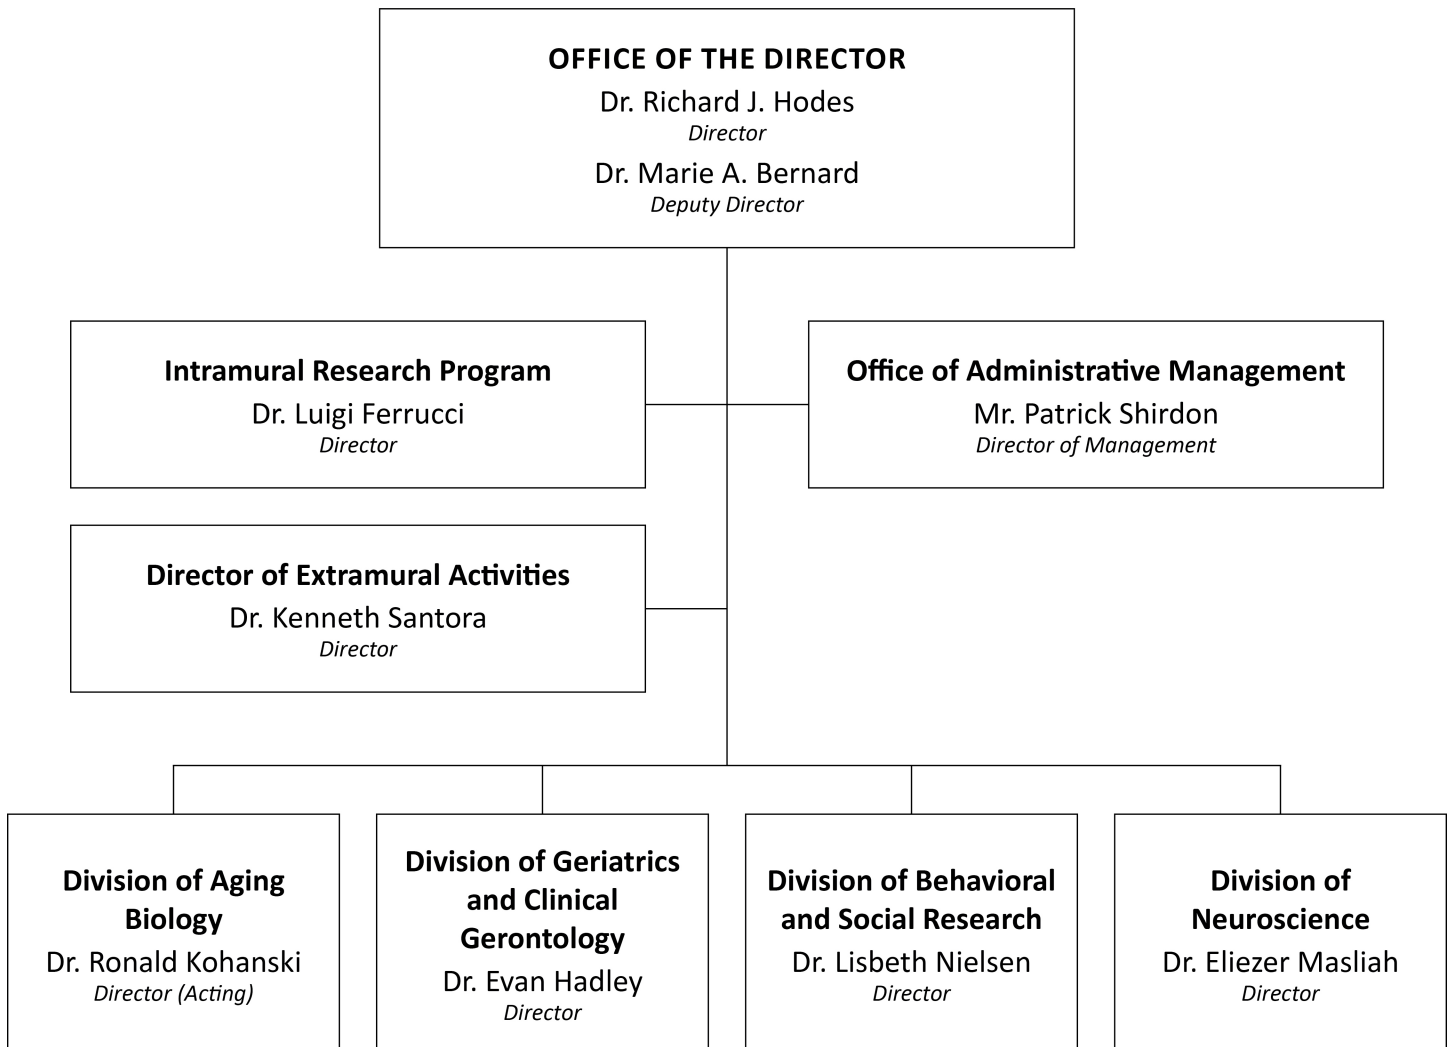 OFFICE OF THE DIRECTOR
Dr. Richard J. Hodes
Director
Dr. Marie A. Bernard
Deputy Director
Intramural Research Program
Dr. Luigi Ferrucci
Director
Office of Administrative Management
Mr. Patrick Shirdon
Director of Management
Director of Extramural Activities
Dr. Kenneth Santora
Director
Division of Aging
Biology
Dr. Ronald Kohanski
Director (Acting)
Division of Geriatrics
and Clinical
Gerontology
Dr. Evan Hadley
Director
Division of Behavioral
and Social Research
Dr. Lisbeth Nielsen
Director
Division of
Neuroscience
Dr. Eliezer Masliah
Director